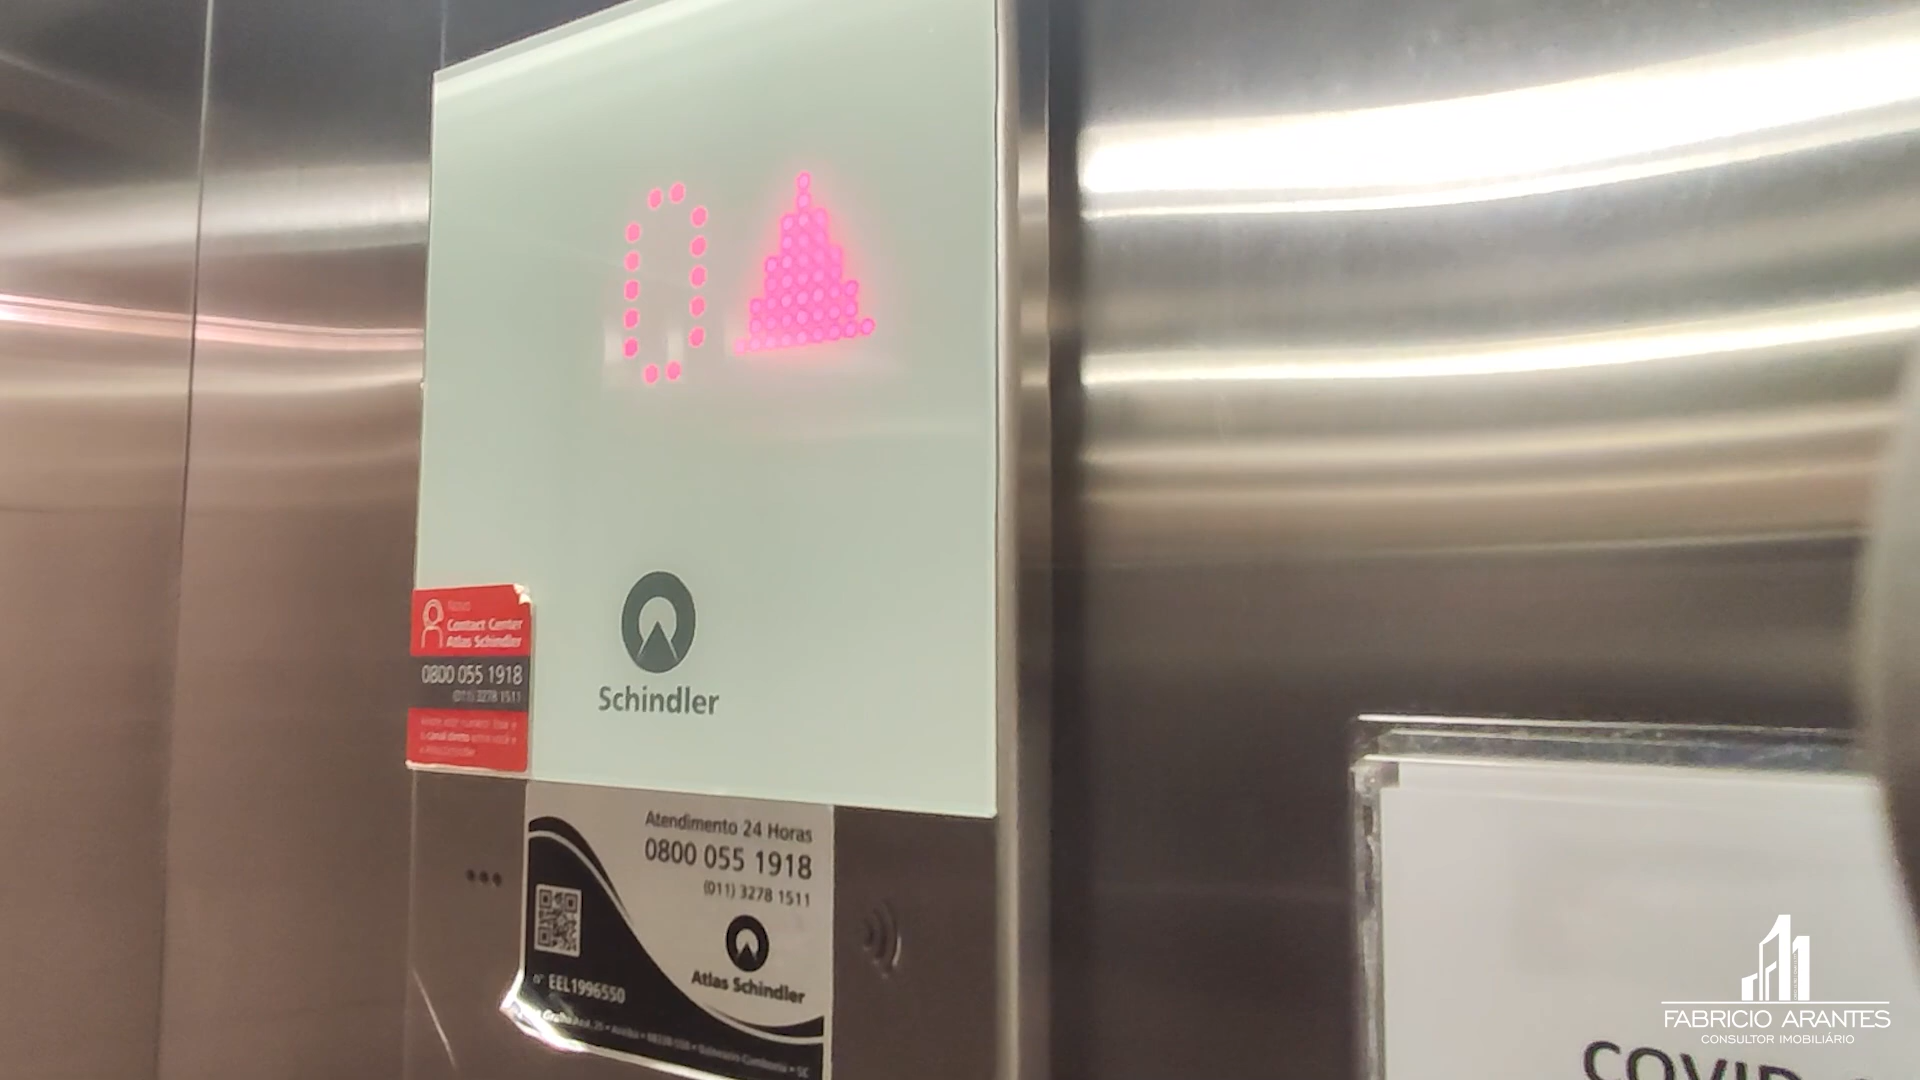 0
Novo
Contact Center
Atlas Schindler
0800 055 1918
(011) 3278 1511
Schindler
Atendimento 24 Horas
0800 055 1918
(011) 3278 1511
Atlas Schindler
EEL1996550
COVID
FABRICIO ARANTES
CONSULTOR IMOBILIÁRIO